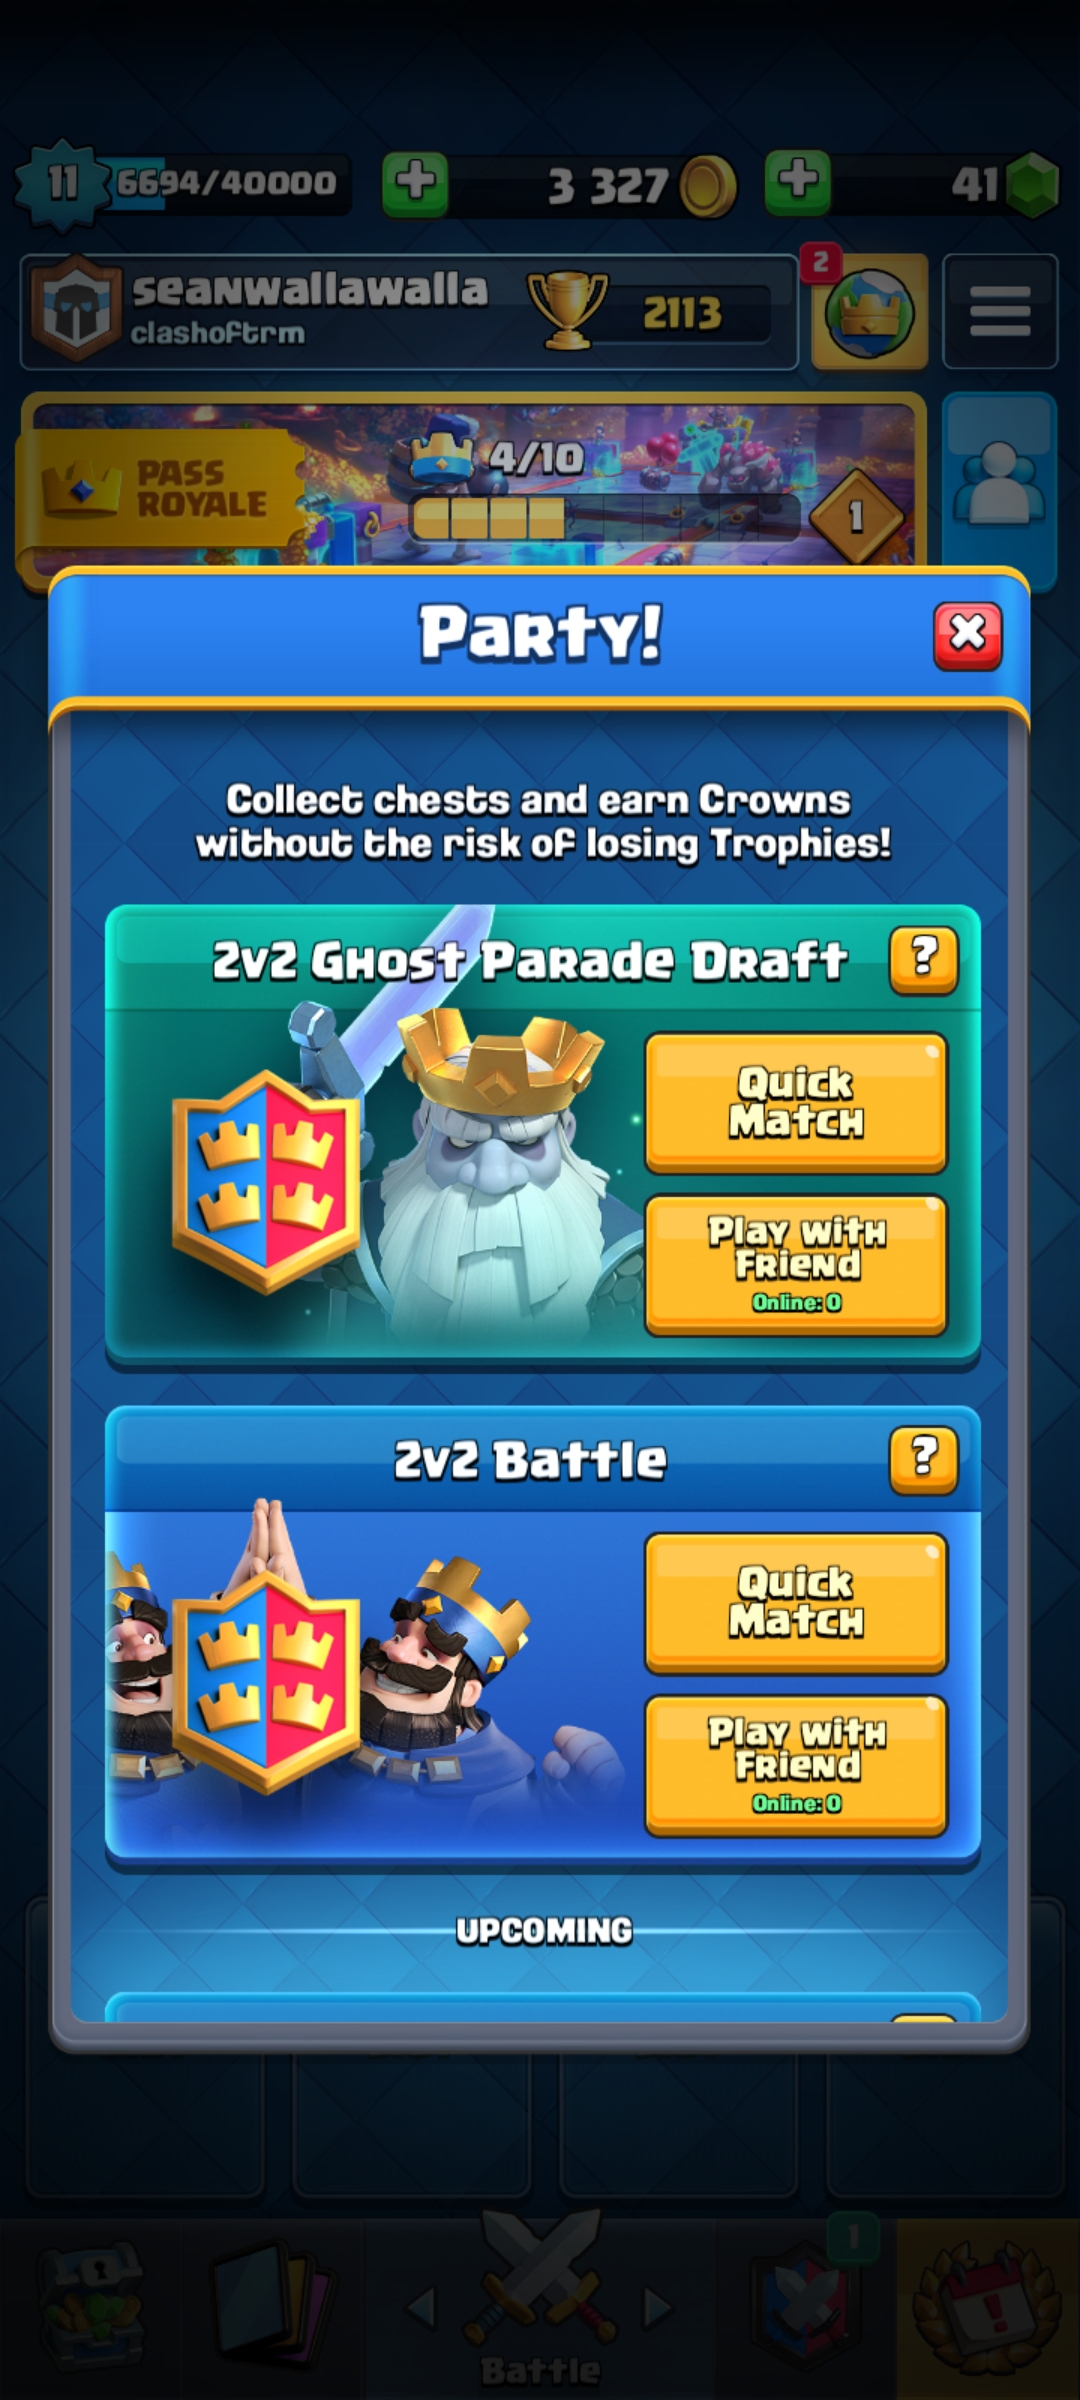 11
6694/40000
3 327
41
seanwallawalla
clashoftrm
2113
2
PASS
ROYALE
4/10
1
Party!
Collect chests and earn Crowns
without the risk of losing Trophies!
2v2 Ghost Parade Draft
?
Quick
Match
Play with
Friend
Online: 0
2v2 Battle
?
Quick
Match
Play with
Friend
Online: 0
UPCOMING
1
Battle